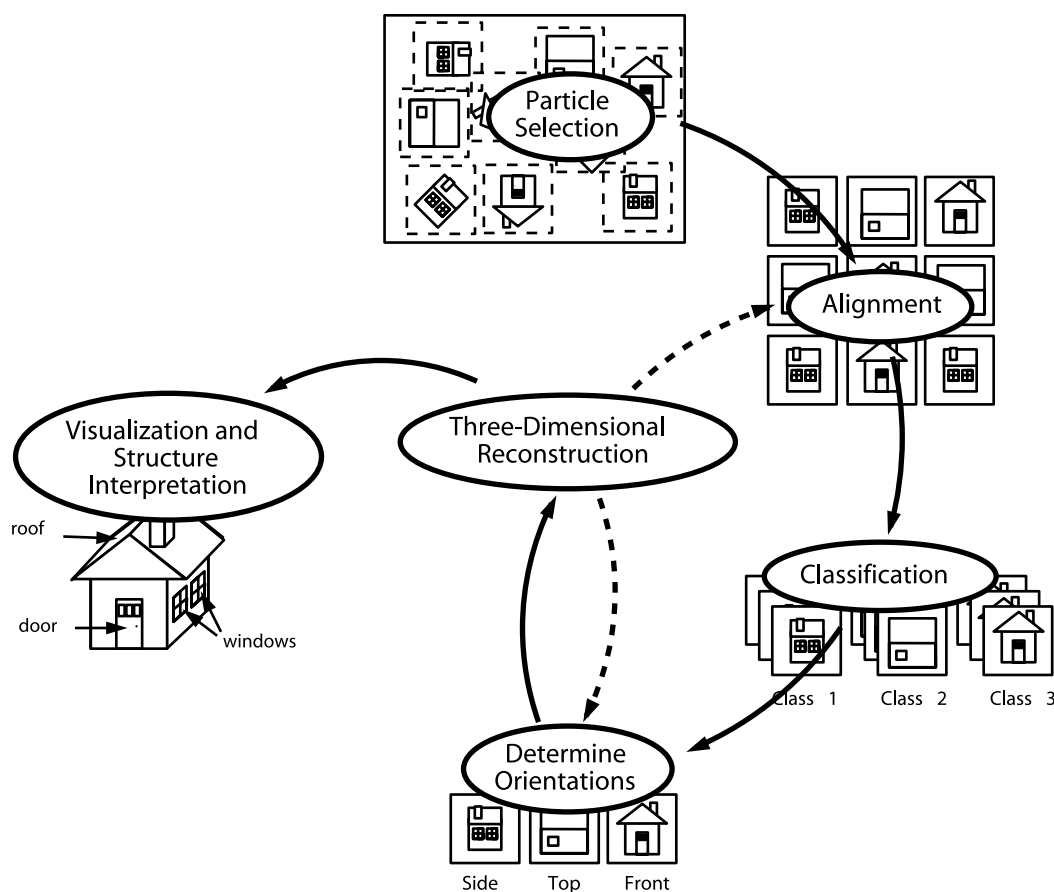 Particle
Selection
Alignment
Three-Dimensional
Reconstruction
Visualization and
Structure
Interpretation
roof
door
windows
Classification
Class 1
Class 2
Class 3
Determine
Orientations
Side
Top
Front